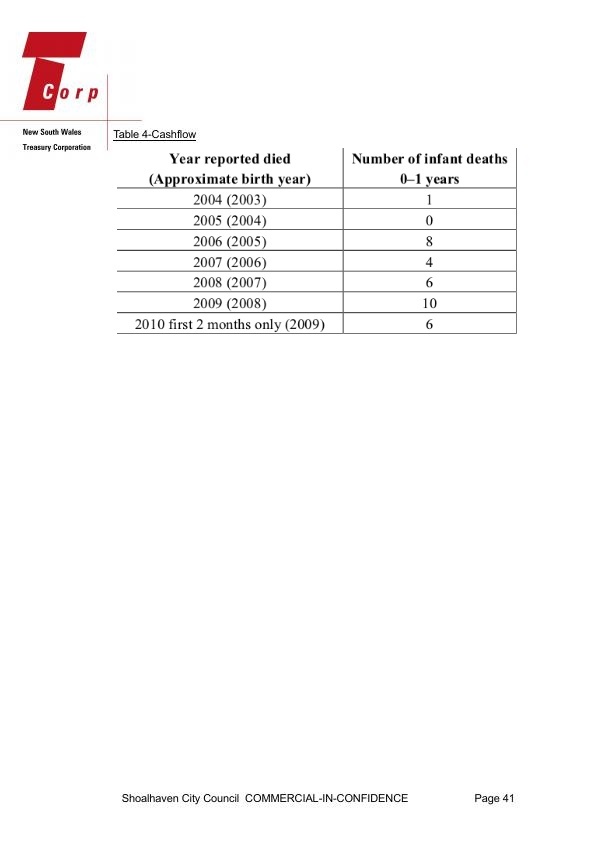 T
Corp
New South Wales
Treasury Corporation
Table 4-Cashflow
Year reported died
(Approximate birth year)
Number of infant deaths
0–1 years
2004 (2003) 1
2005 (2004) 0
2006 (2005) 8
2007 (2006) 4
2008 (2007) 6
2009 (2008) 10
2010 first 2 months only (2009) 6
Shoalhaven City Council COMMERCIAL-IN-CONFIDENCE Page 41